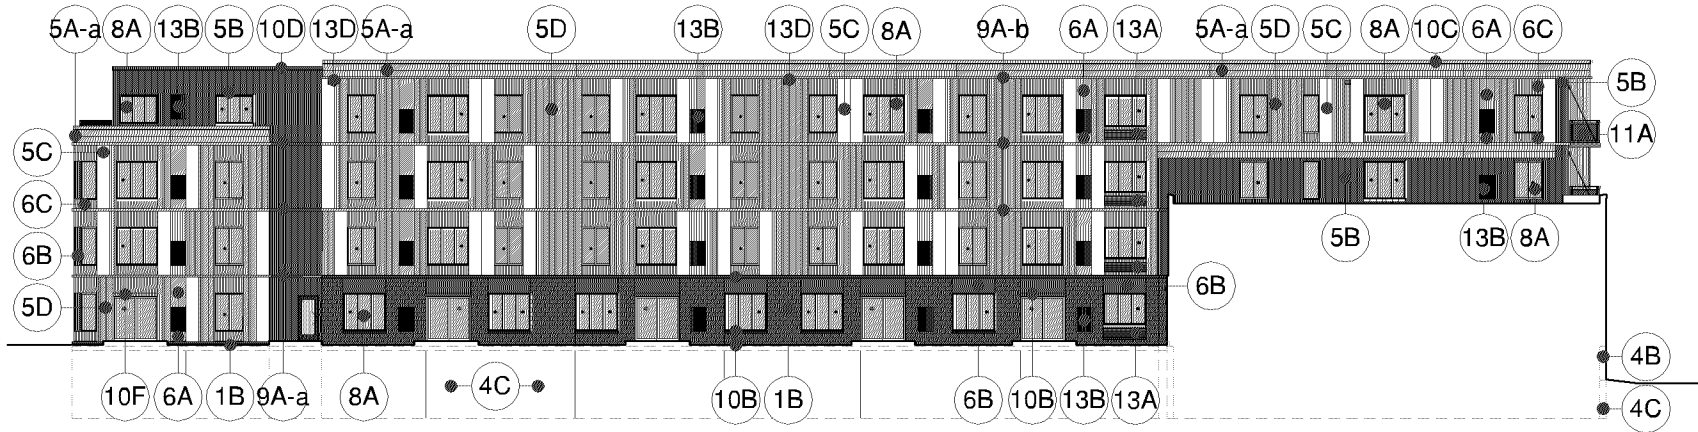 5A-a 8A 13B 5B 10D 13D 5A-a 5D 13B 13D 5C 8A 9A-b 6A 13A 5A-a 5D 5C 8A 10C 6A 6C
5B
11A
5C
6C
5B 13B 8A
6B
6B
5D
4B
10F 6A 1B 9A-a 8A 4C 10B 1B 6B 10B 13B 13A
4C